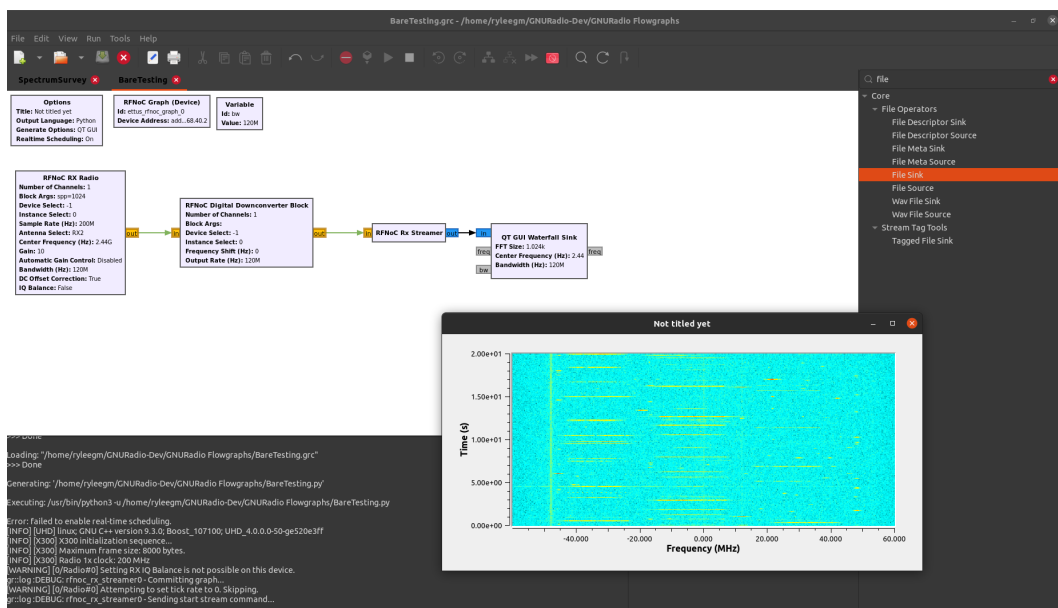 BareTesting.grc - /home/ryleegm/GNURadio-Dev/GNURadio Flowgraphs
File Edit View Run Tools Help
SpectrumSurvey
BareTesting
file
Core
File Operators
File Descriptor Sink
File Descriptor Source
File Meta Sink
File Meta Source
File Sink
File Source
Wav File Sink
Wav File Source
Stream Tag Tools
Tagged File Sink
Options
Title: Not titled yet
Output Language: Python
Generate Options: QT GUI
Realtime Scheduling: On
RFNoC Graph (Device)
Id: ettus_rfnoc_graph_0
Device Address: add...68.40.2
Variable
Id: bw
Value: 120M
RFNoC RX Radio
Number of Channels: 1
Block Args: spp=1024
Device Select: -1
Instance Select: 0
Sample Rate (Hz): 200M
Antenna Select: RX2
Center Frequency (Hz): 2.44G
Gain: 10
Automatic Gain Control: Disabled
Bandwidth (Hz): 120M
DC Offset Correction: True
IQ Balance: False
out
in
RFNoC Digital Downconverter Block
Number of Channels: 1
Block Args:
Device Select: -1
Instance Select: 0
Frequency Shift (Hz): 0
Output Rate (Hz): 120M
out
in
RFNoC Rx Streamer
out
in
freq
bw
QT GUI Waterfall Sink
FFT Size: 1.024k
Center Frequency (Hz): 2.44
Bandwidth (Hz): 120M
freq
>>> Done
Loading: "/home/ryleegm/GNURadio-Dev/GNURadio Flowgraphs/BareTesting.grc"
>>> Done
Generating: '/home/ryleegm/GNURadio-Dev/GNURadio Flowgraphs/BareTesting.py'
Executing: /usr/bin/python3 -u /home/ryleegm/GNURadio-Dev/GNURadio Flowgraphs/BareTesting.py
Error: failed to enable real-time scheduling.
[INFO] [UHD] linux; GNU C++ version 9.3.0; Boost_107100; UHD_4.0.0.0-50-ge520e3ff
[INFO] [X300] X300 initialization sequence...
[INFO] [X300] Maximum frame size: 8000 bytes.
[INFO] [X300] Radio 1x clock: 200 MHz
[WARNING] [0/Radio#0] Setting RX IQ Balance is not possible on this device.
gr::log :DEBUG: rfnoc_rx_streamer0 - Committing graph...
[WARNING] [0/Radio#0] Attempting to set tick rate to 0. Skipping.
gr::log :DEBUG: rfnoc_rx_streamer0 - Sending start stream command...
Not titled yet
2.00e+01
1.50e+01
1.00e+01
5.00e+00
0.00e+00
Time (s)
-40.000
-20.000
0.000
20.000
40.000
60.000
Frequency (MHz)